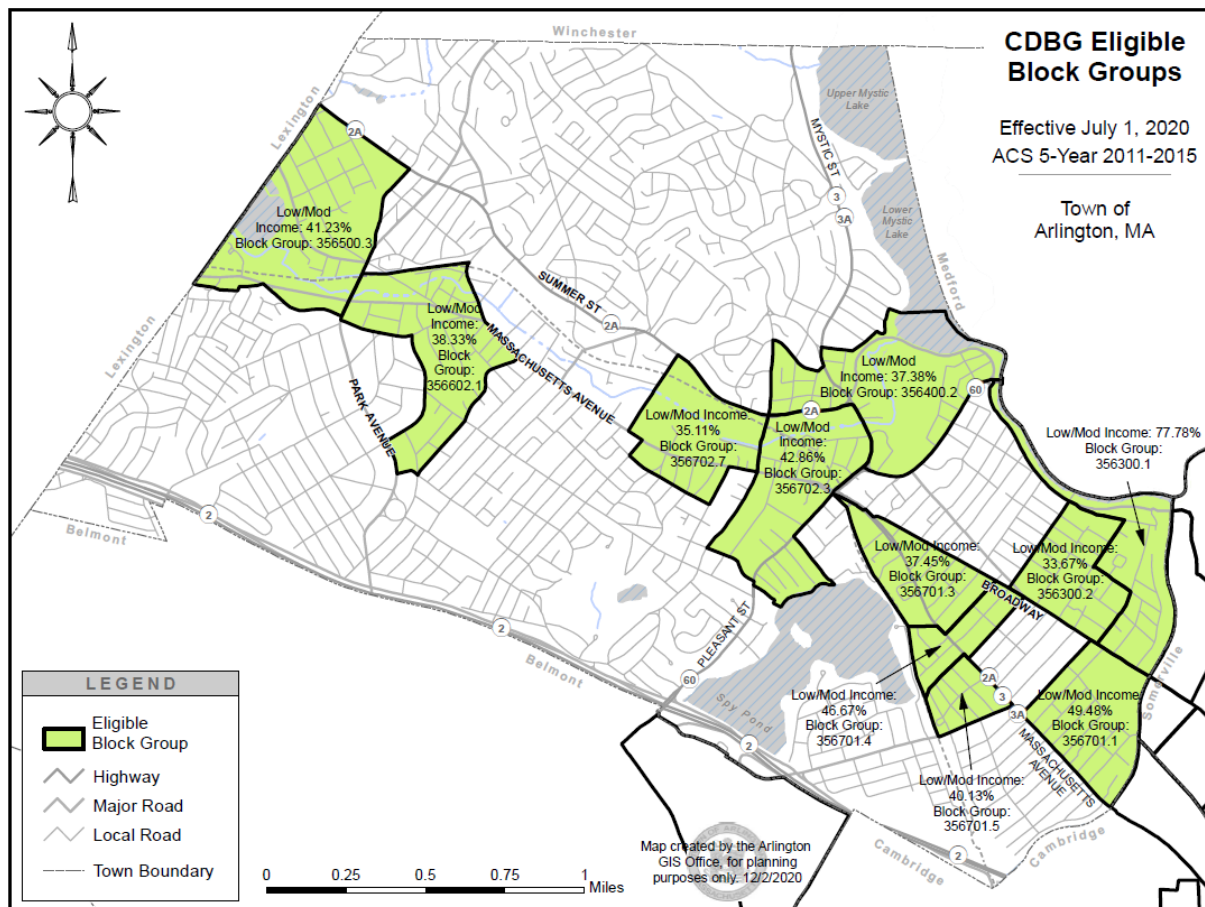 CDBG Eligible
Block Groups
Effective July 1, 2020
ACS 5-Year 2011-2015
Town of
Arlington, MA
Winchester
Lexington
Lexington
Upper Mystic
Lake
Lower
Mystic
Lake
Medford
MYSTIC ST
3
3A
2A
Low/Mod
Income: 41.23%
Block Group: 356500.3
Low/Mod
Income:
38.33%
Block
Group:
356602.1
SUMMER ST
2A
MASSACHUSETTS AVENUE
PARK AVENUE
Low/Mod Income:
35.11%
Block Group:
356702.7
2A
Low/Mod
Income:
42.86%
Block Group:
356702.3
Low/Mod
Income: 37.38%
Block Group: 356400.2
60
Low/Mod Income: 77.78%
Block Group:
356300.1
Low/Mod Income:
37.45%
Block Group:
356701.3
Low/Mod Income:
33.67%
Block Group:
356300.2
BROADWAY
2
Belmont
2
Belmont
PLEASANT ST
60
Spy Pond
2
Low/Mod Income:
46.67%
Block Group:
356701.4
2A
3
3A
Low/Mod Income:
49.48%
Block Group:
356701.1
Somerville
MASSACHUSETTS
AVENUE
Low/Mod Income:
40.13%
Block Group:
356701.5
Cambridge
2
Cambridge
LEGEND
Eligible
Block Group
Highway
Major Road
Local Road
Town Boundary
0 0.25 0.5 0.75 1
Miles
Map created by the Arlington
GIS Office, for planning
purposes only. 12/2/2020